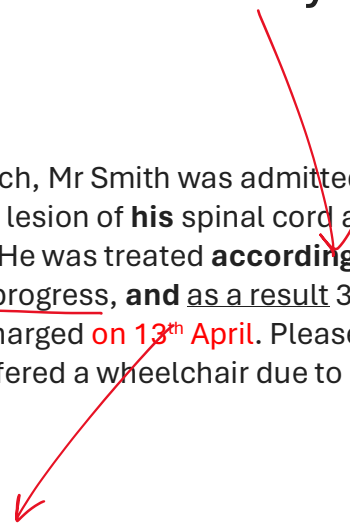 ch, Mr Smith was admitte
lesion of his spinal cord a
He was treated according
progress, and as a result 3
harged on 13th April. Please
fered a wheelchair due to